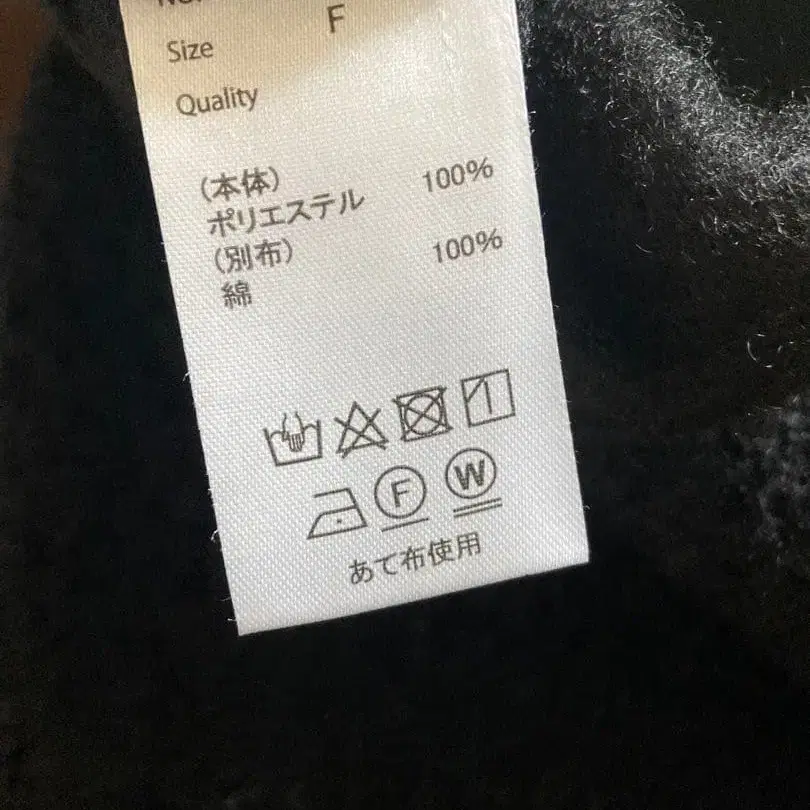 Size F
Quality
(本体)
ポリエステル 100%
(別布)
綿 100%
F W
あて布使用